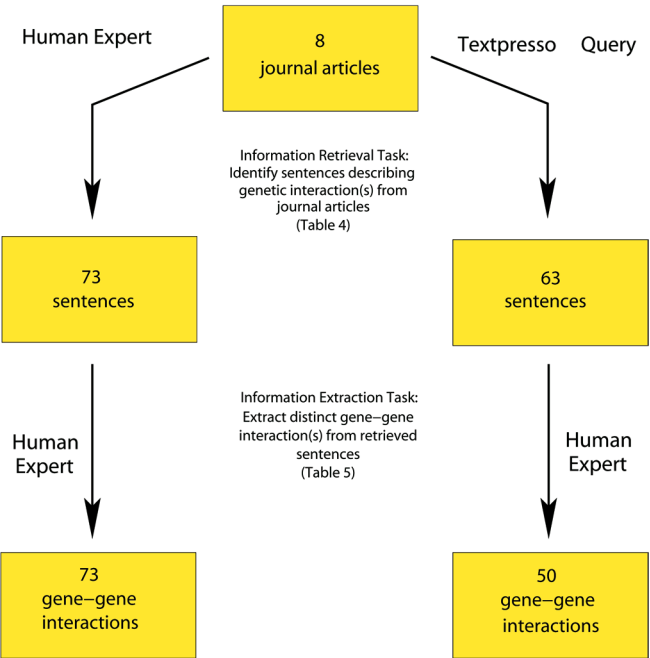 Human Expert
8
journal articles
Textpresso Query
Information Retrieval Task:
Identify sentences describing
genetic interaction(s) from
journal articles
(Table 4)
73
sentences
63
sentences
Human
Expert
Information Extraction Task:
Extract distinct gene−gene
interaction(s) from retrieved
sentences
(Table 5)
Human
Expert
73
gene−gene
interactions
50
gene−gene
interactions